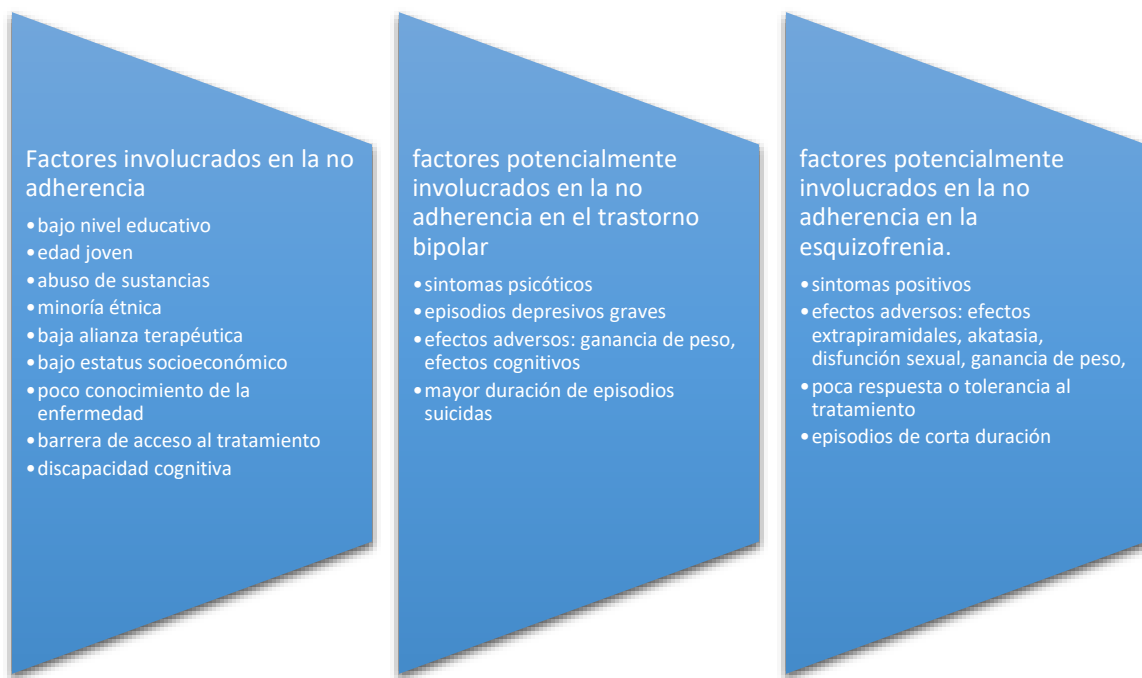 Factores involucrados en la no
adherencia
•bajo nivel educativo
•edad joven
•abuso de sustancias
•minoría étnica
•baja alianza terapéutica
•bajo estatus socioeconómico
•poco conocimiento de la
enfermedad
•barrera de acceso al tratamiento
•discapacidad cognitiva
factores potencialmente
involucrados en la no
adherencia en el trastorno
bipolar
•sintomas psicóticos
•episodios depresivos graves
•efectos adversos: ganancia de peso,
efectos cognitivos
•mayor duración de episodios
suicidas
factores potencialmente
involucrados en la no
adherencia en la
esquizofrenia.
•sintomas positivos
•efectos adversos: efectos
extrapiramidales, akatasia,
disfunción sexual, ganancia de peso,
•poca respuesta o tolerancia al
tratamiento
•episodios de corta duración